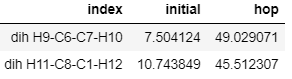 index initial hop
dih H9-C6-C7-H10 7.504124 49.029071
dih H11-C8-C1-H12 10.743849 45.512307